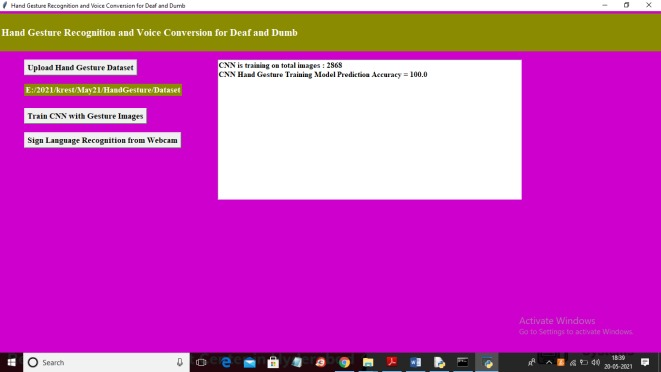 Hand Gesture Recognition and Voice Conversion for Deaf and Dumb
Hand Gesture Recognition and Voice Conversion for Deaf and Dumb
Upload Hand Gesture Dataset
E:/2021/krest/May21/HandGesture/Dataset
Train CNN with Gesture Images
Sign Language Recognition from Webcam
CNN is training on total images : 2868
CNN Hand Gesture Training Model Prediction Accuracy = 100.0
Activate Windows
Go to Settings to activate Windows.
Search
18:39
20-05-2021